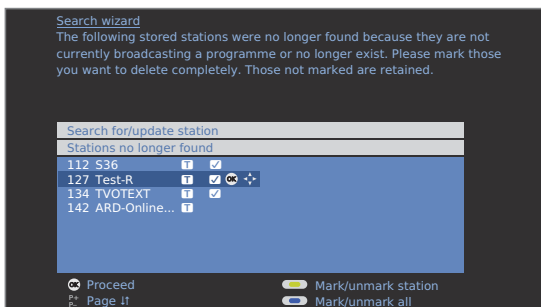 Search wizard
The following stored stations were no longer found because they are not
currently broadcasting a programme or no longer exist. Please mark those
you want to delete completely. Those not marked are retained.
Search for/update station
Stations no longer found
112 S36 T
127 Test-R T OK
134 TVOTEXT T
142 ARD-Online... T
OK Proceed
Mark/unmark station
P+ P- Page
Mark/unmark all